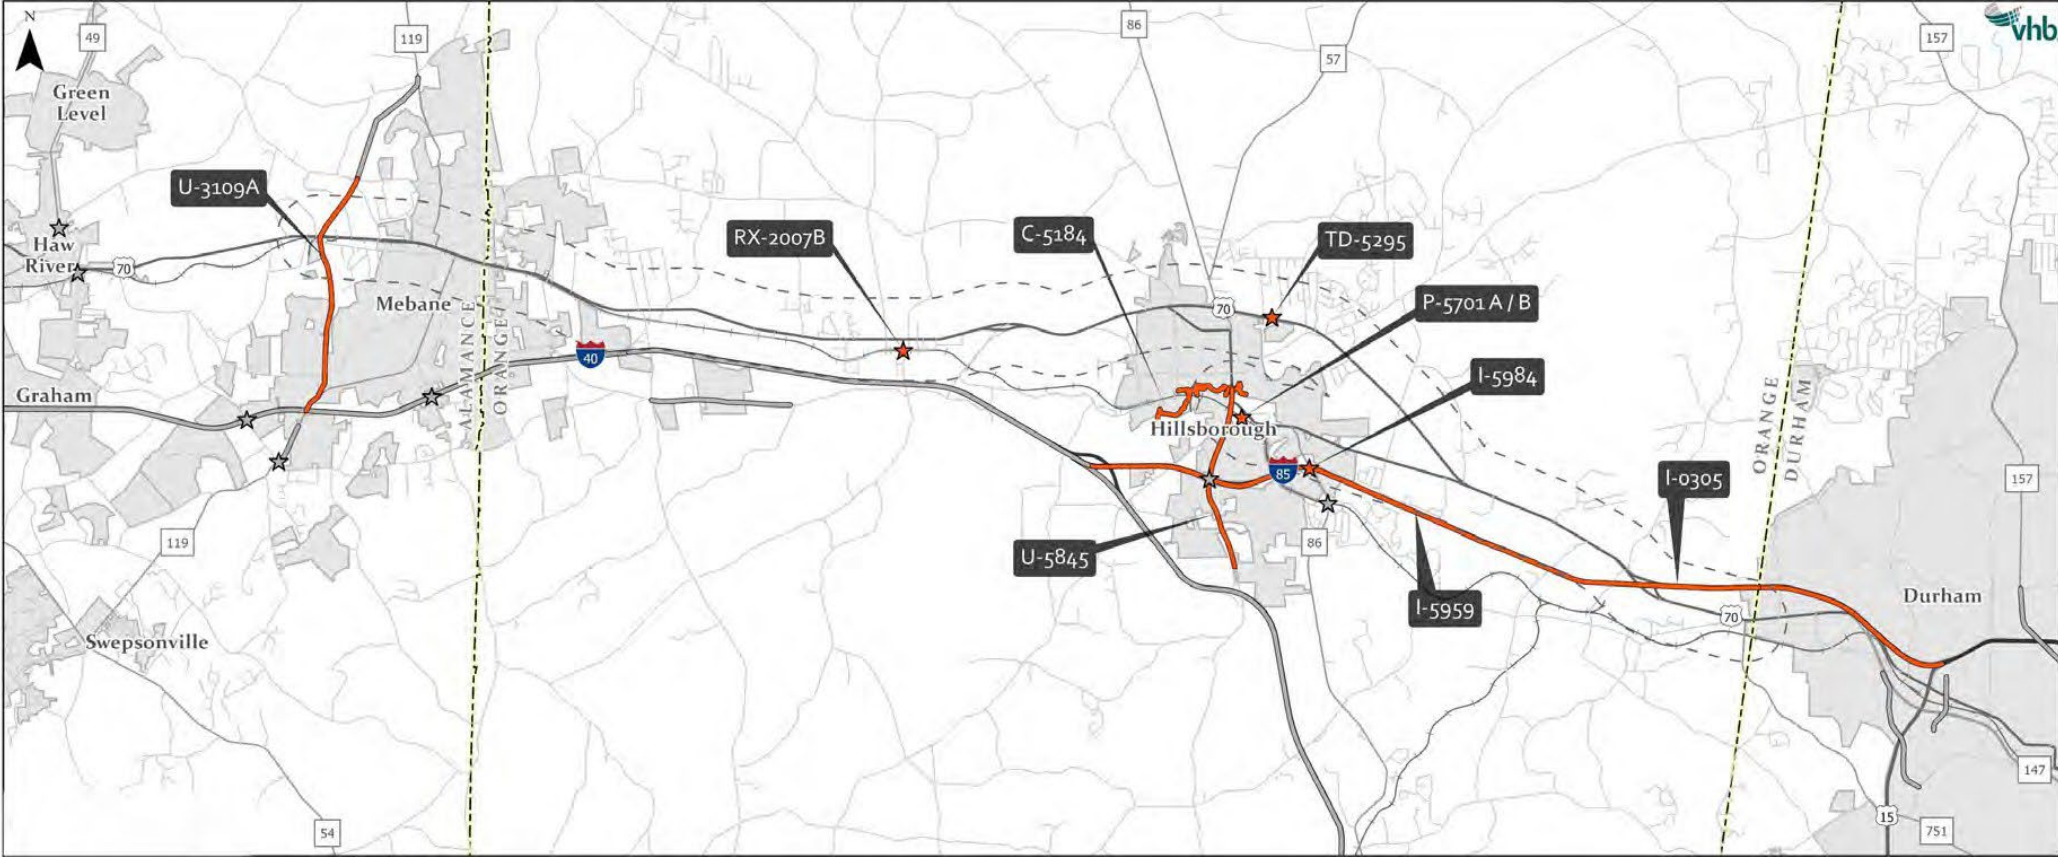 N
49
119
86
57
157
vhb
Green
Level
U-3109A
RX-2007B
C-5184
TD-5295
Haw
River
70
Mebane
ALAMANCE
ORANGE
70
P-5701 A / B
40
I-5984
Graham
Hillsborough
ORANGE
DURHAM
85
I-0305
157
119
86
U-5845
I-5959
Durham
70
Swepsonville
147
54
15
751